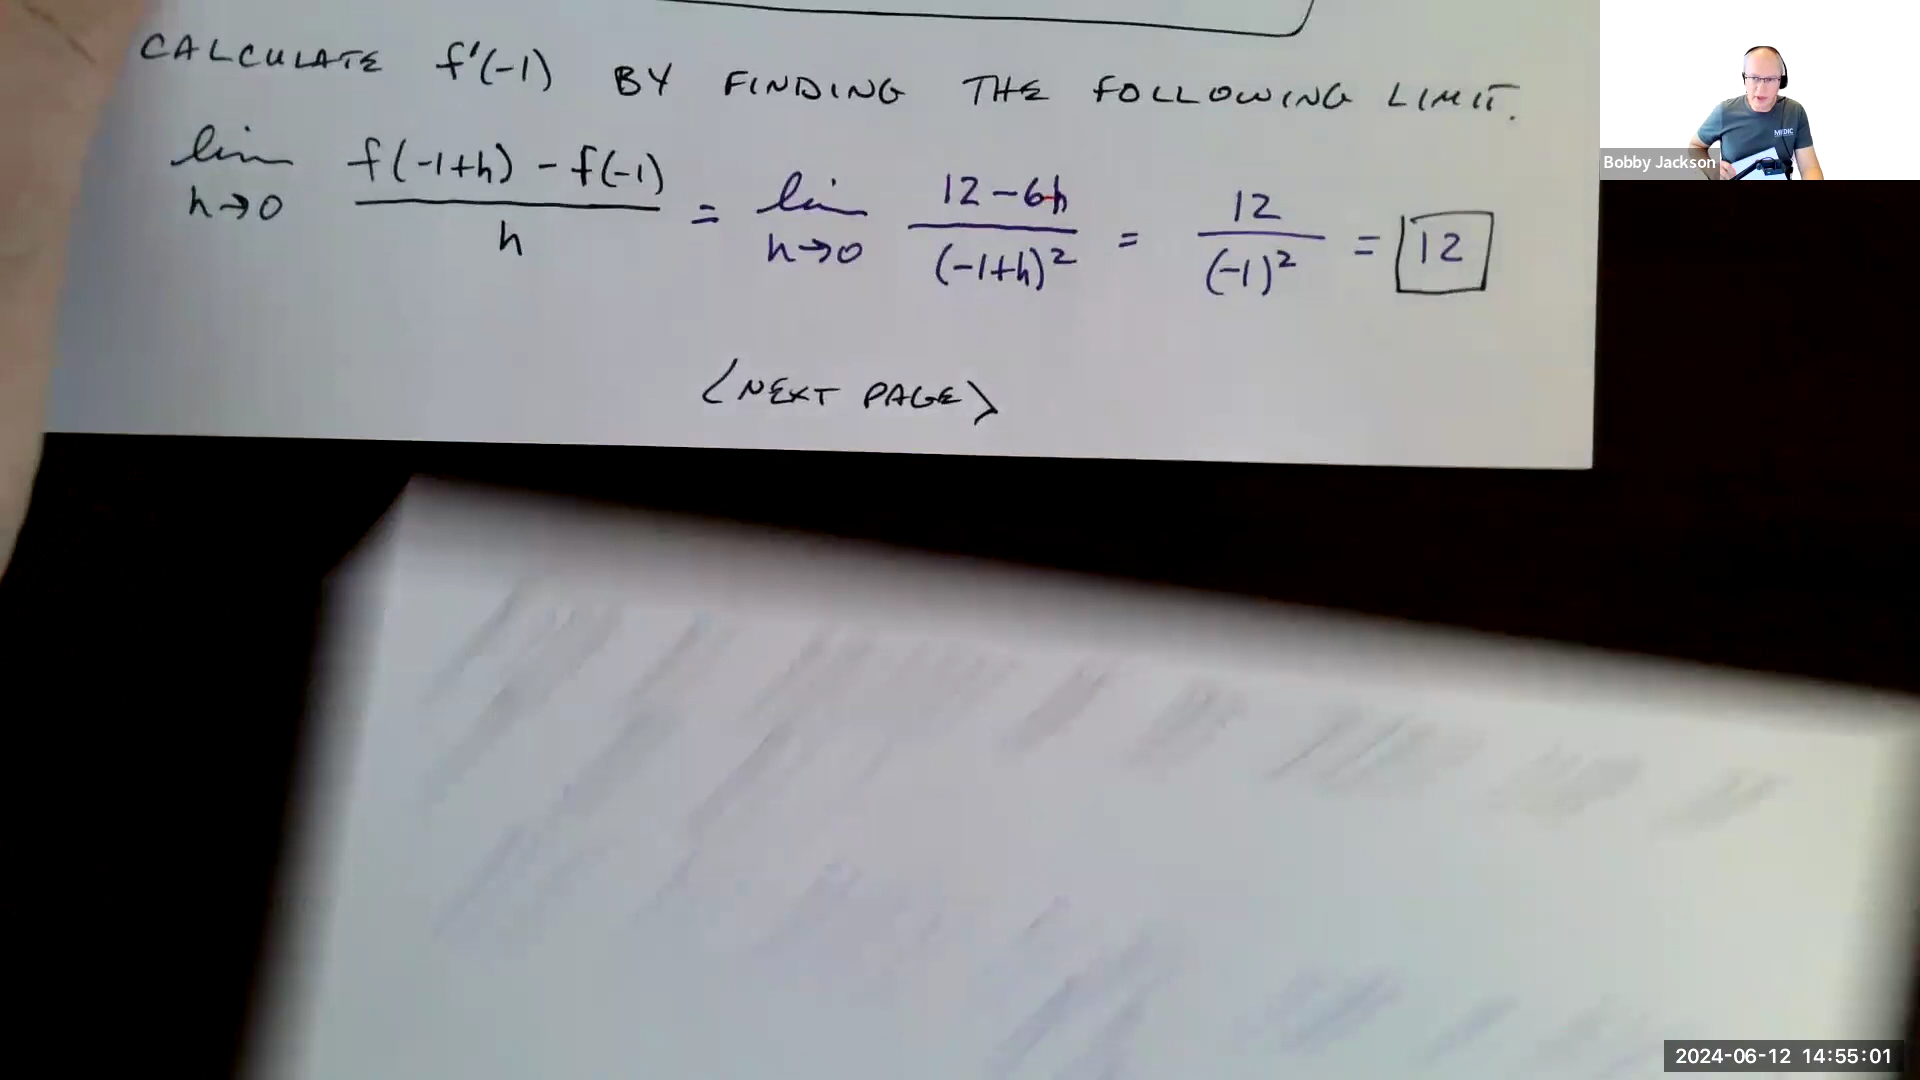 CALCULATE f'(-1) BY FINDING THE FOLLOWING LIMIT.
lim h→0 (f(-1+h) - f(-1))/h = lim h→0 (12-6h)/(-1+h)² = 12/(-1)² = 12
<NEXT PAGE>
Bobby Jackson
2024-06-12 14:55:01